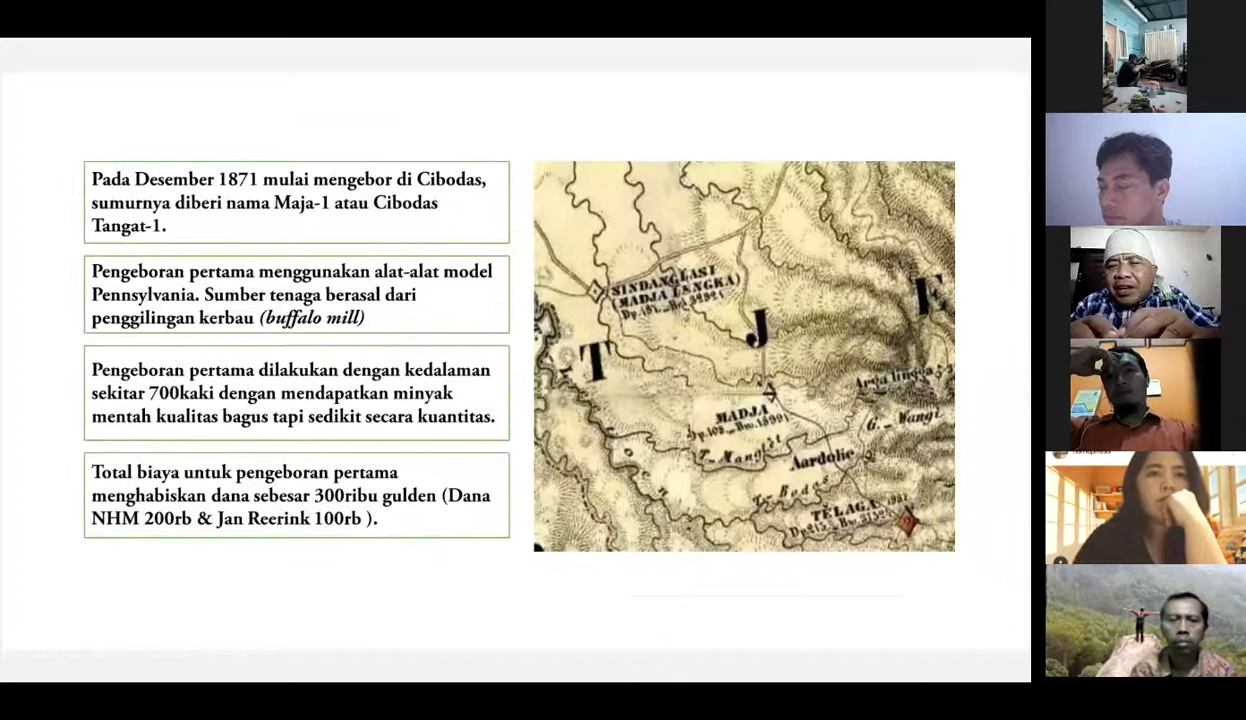 Pada Desember 1871 mulai mengebor di Cibodas,
sumurnya diberi nama Maja-1 atau Cibodas
Tangat-1.
Pengeboran pertama menggunakan alat-alat model
Pennsylvania. Sumber tenaga berasal dari
penggilingan kerbau (buffalo mill)
Pengeboran pertama dilakukan dengan kedalaman
sekitar 700kaki dengan mendapatkan minyak
mentah kualitas bagus tapi sedikit secara kuantitas.
Total biaya untuk pengeboran pertama
menghabiskan dana sebesar 300ribu gulden (Dana
NHM 200rb & Jan Reerink 100rb ).
SINDANGLASI
(MADJA LENGKA)
T
J
E
MADJA
G. Wangi
Aardolie
TELAGA